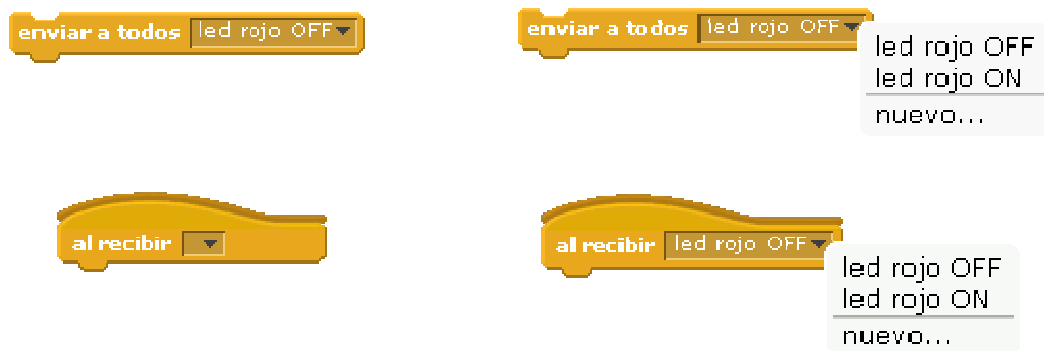 enviar a todos led rojo OFF
enviar a todos led rojo OFF
led rojo OFF
led rojo ON
nuevo...
al recibir
al recibir led rojo OFF
led rojo OFF
led rojo ON
nuevo...